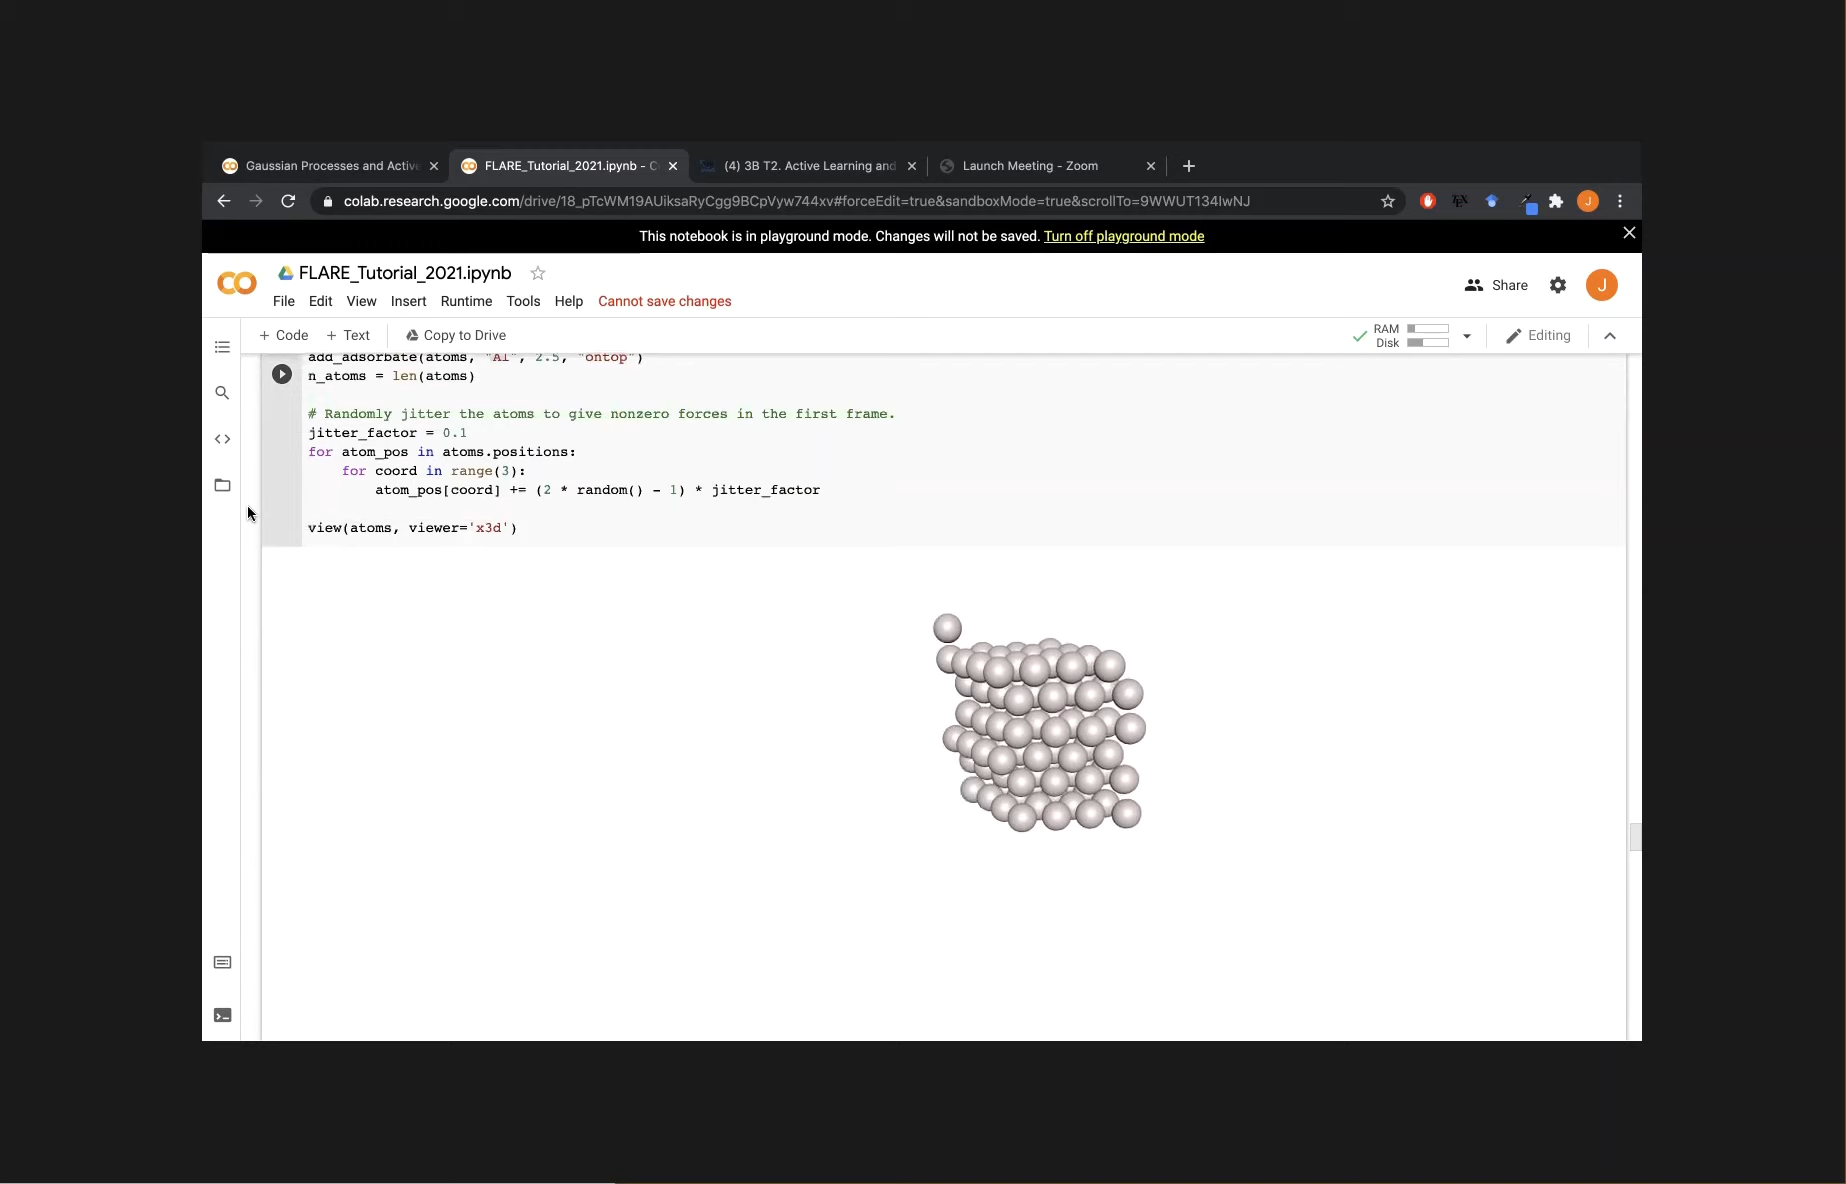 Gaussian Processes and Active
FLARE_Tutorial_2021.ipynb - C
(4) 3B T2. Active Learning and
Launch Meeting - Zoom
colab.research.google.com/drive/18_pTcWM19AUiksaRyCgg9BCpVyw744xv#forceEdit=true&sandboxMode=true&scrollTo=9WWUT134lwNJ
J
This notebook is in playground mode. Changes will not be saved. Turn off playground mode
FLARE_Tutorial_2021.ipynb
Share
J
File Edit View Insert Runtime Tools Help Cannot save changes
+ Code + Text Copy to Drive
RAM
Disk
Editing
add_adsorbate(atoms, "Al", 2.5, "ontop")
n_atoms = len(atoms)
# Randomly jitter the atoms to give nonzero forces in the first frame.
jitter_factor = 0.1
for atom_pos in atoms.positions:
    for coord in range(3):
        atom_pos[coord] += (2 * random() - 1) * jitter_factor
view(atoms, viewer='x3d')